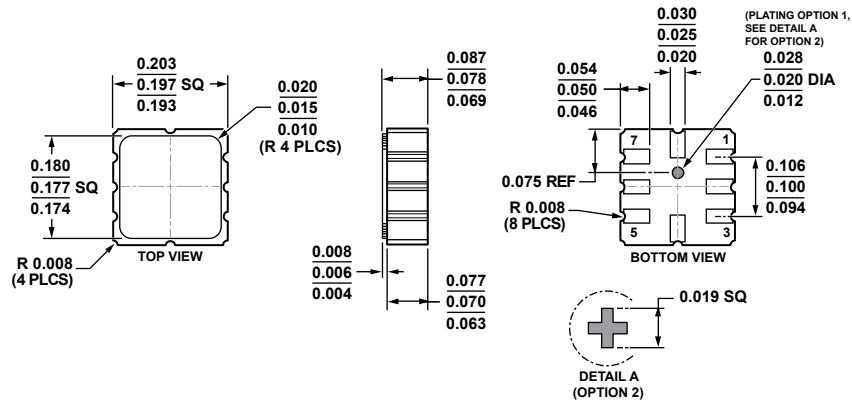 0.203
0.197 SQ
0.193
0.020
0.015
0.010
(R 4 PLCS)
0.180
0.177 SQ
0.174
R 0.008
(4 PLCS)
TOP VIEW
0.087
0.078
0.069
0.008
0.006
0.004
0.077
0.070
0.063
0.030
0.025
0.020
(PLATING OPTION 1,
SEE DETAIL A
FOR OPTION 2)
0.054
0.050
0.046
0.028
0.020 DIA
0.012
7
1
0.075 REF
0.106
0.100
0.094
R 0.008
(8 PLCS)
5
3
BOTTOM VIEW
0.019 SQ
DETAIL A
(OPTION 2)